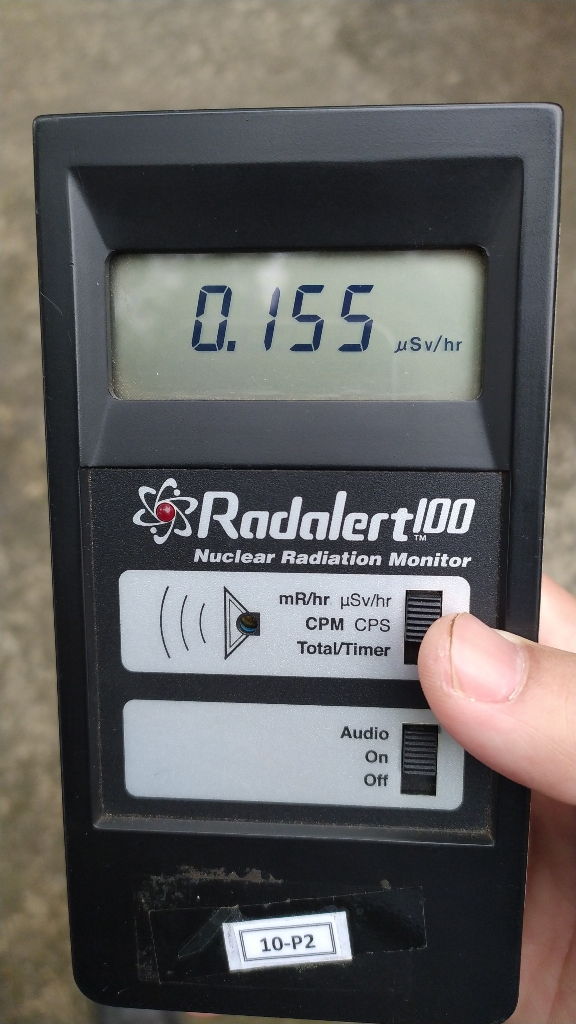 0.155 µSv/hr
Radalert100™
Nuclear Radiation Monitor
mR/hr µSv/hr
CPM CPS
Total/Timer
Audio
On
Off
10-P2